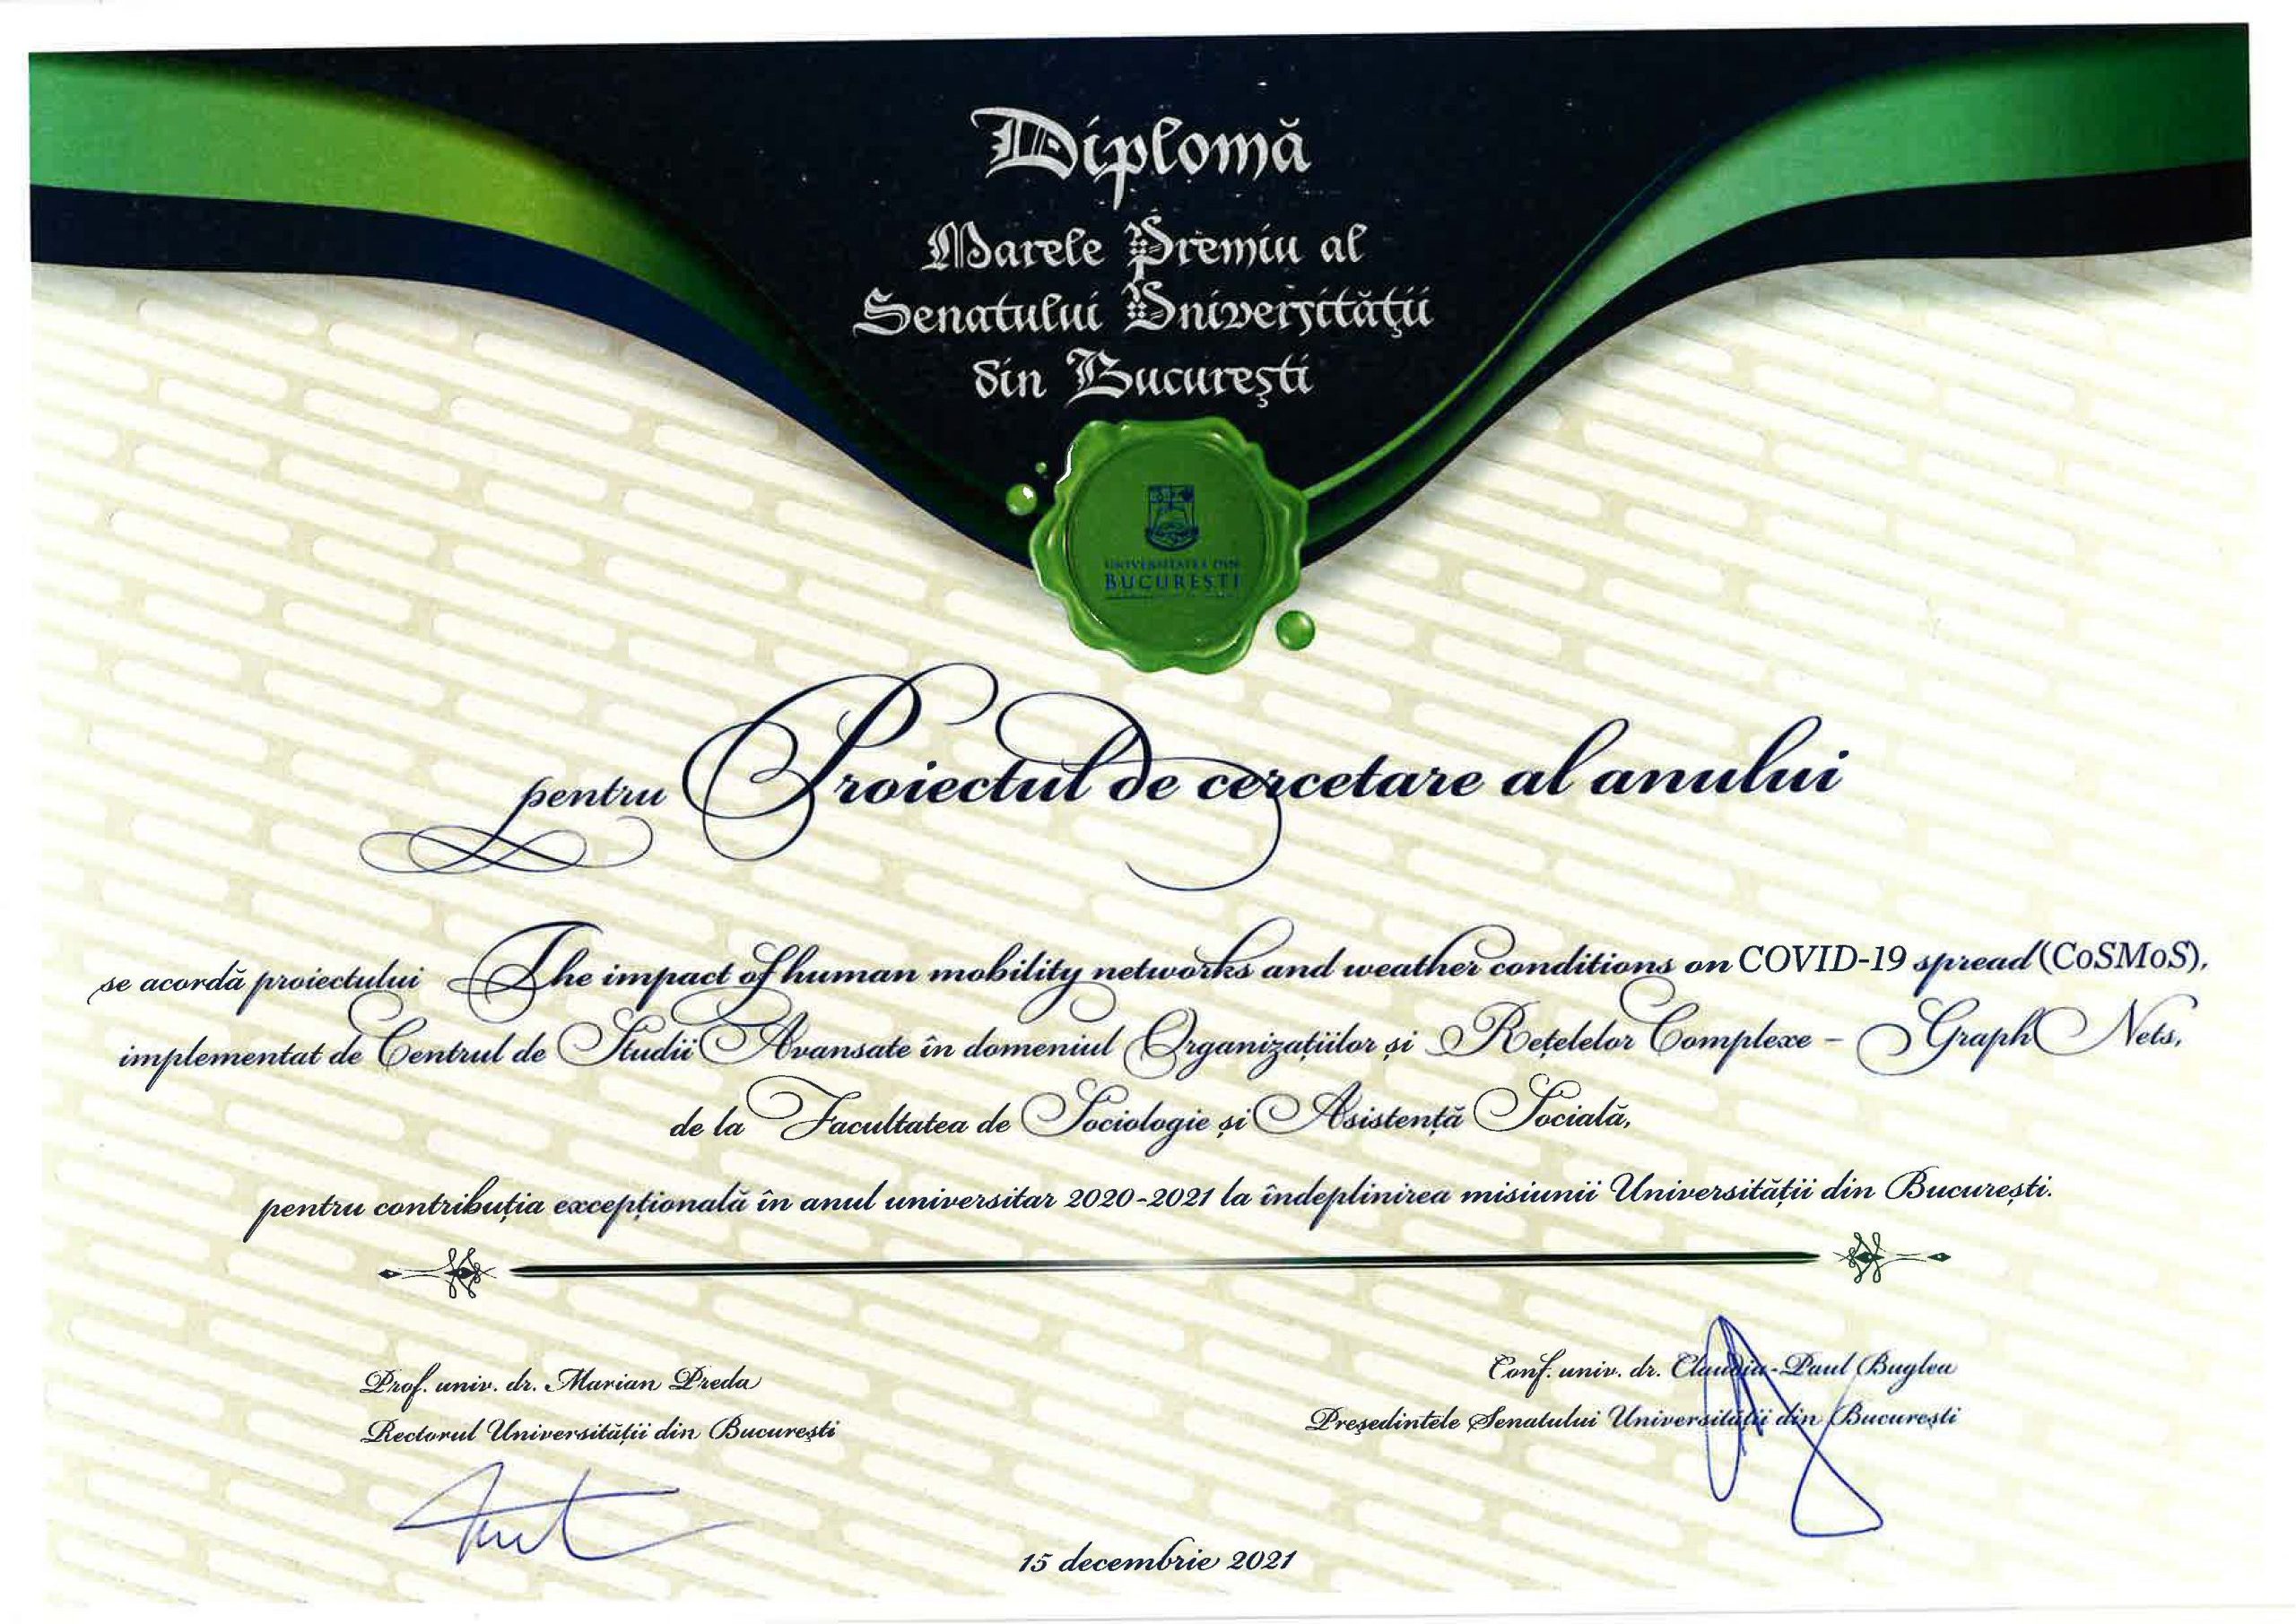 Diplomă
Marele Premiu al
Senatului Universităţii
din Bucureşti
UNIVERSITATEA DIN
BUCUREŞTI
pentru Proiectul de cercetare al anului
se acordă proiectului The impact of human mobility networks and weather conditions on COVID-19 spread (CoSMoS),
implementat de Centrul de Studii Avansate în domeniul Organizațiilor și Rețelelor Complexe – Graph Nets,
de la Facultatea de Sociologie și Asistență Socială,
pentru contribuția excepțională în anul universitar 2020-2021 la îndeplinirea misiunii Universității din București.
Prof. univ. dr. Marian Preda
Rectorul Universității din București
Conf. univ. dr. Claudiu-Paul Buglea
Președintele Senatului Universității din București
15 decembrie 2021